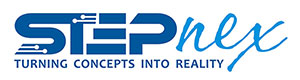 STEPnex
TURNING CONCEPTS INTO REALITY